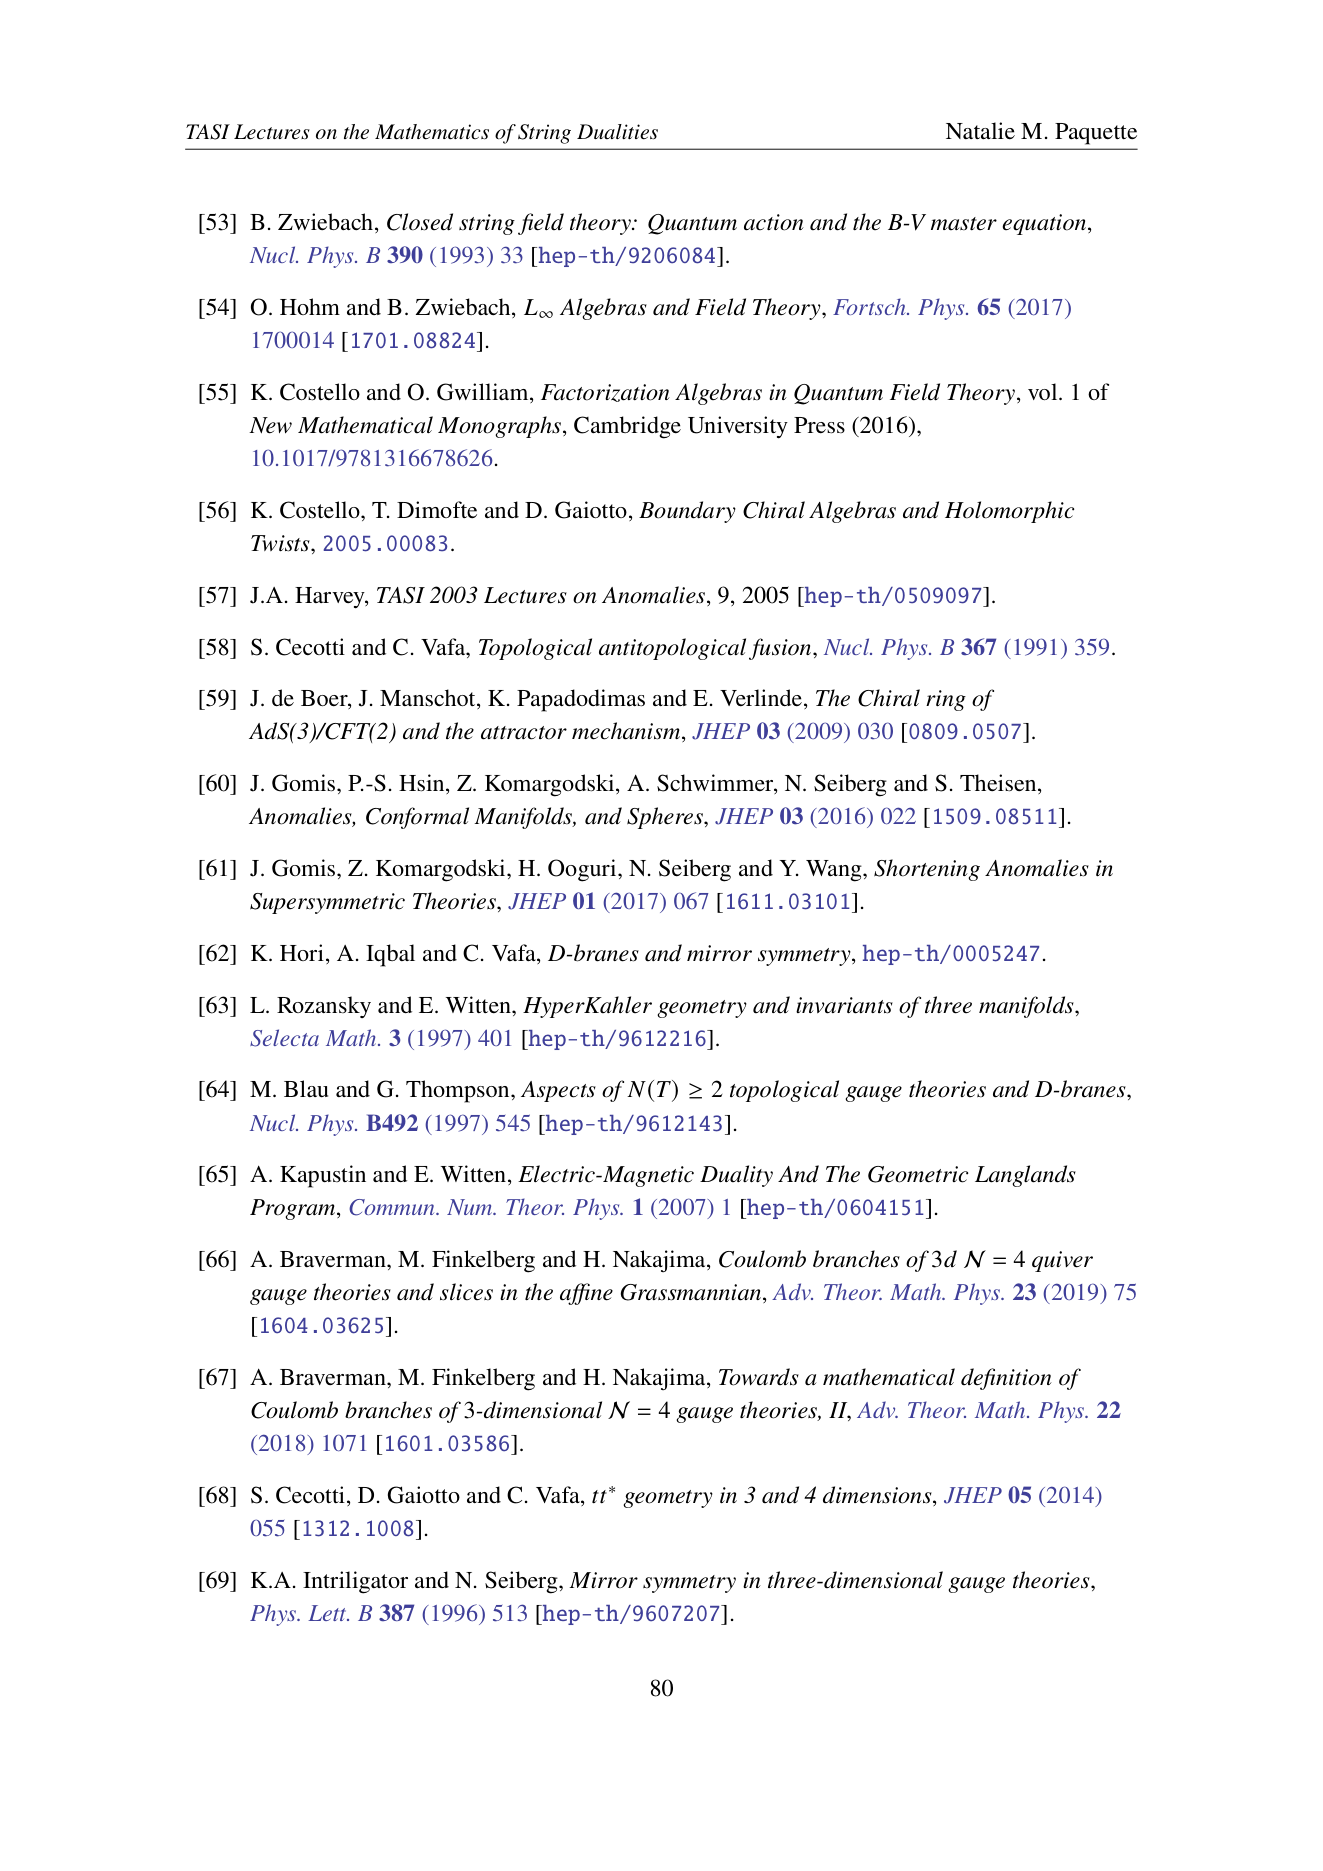 TASI Lectures on the Mathematics of String Dualities Natalie M. Paquette
[53] B. Zwiebach, Closed string field theory: Quantum action and the B-V master equation,
Nucl. Phys. B 390 (1993) 33 [hep-th/9206084].
[54] O. Hohm and B. Zwiebach, L∞ Algebras and Field Theory, Fortsch. Phys. 65 (2017)
1700014 [1701.08824].
[55] K. Costello and O. Gwilliam, Factorization Algebras in Quantum Field Theory, vol. 1 of
New Mathematical Monographs, Cambridge University Press (2016),
10.1017/9781316678626.
[56] K. Costello, T. Dimofte and D. Gaiotto, Boundary Chiral Algebras and Holomorphic
Twists, 2005.00083.
[57] J.A. Harvey, TASI 2003 Lectures on Anomalies, 9, 2005 [hep-th/0509097].
[58] S. Cecotti and C. Vafa, Topological antitopological fusion, Nucl. Phys. B 367 (1991) 359.
[59] J. de Boer, J. Manschot, K. Papadodimas and E. Verlinde, The Chiral ring of
AdS(3)/CFT(2) and the attractor mechanism, JHEP 03 (2009) 030 [0809.0507].
[60] J. Gomis, P.-S. Hsin, Z. Komargodski, A. Schwimmer, N. Seiberg and S. Theisen,
Anomalies, Conformal Manifolds, and Spheres, JHEP 03 (2016) 022 [1509.08511].
[61] J. Gomis, Z. Komargodski, H. Ooguri, N. Seiberg and Y. Wang, Shortening Anomalies in
Supersymmetric Theories, JHEP 01 (2017) 067 [1611.03101].
[62] K. Hori, A. Iqbal and C. Vafa, D-branes and mirror symmetry, hep-th/0005247.
[63] L. Rozansky and E. Witten, HyperKahler geometry and invariants of three manifolds,
Selecta Math. 3 (1997) 401 [hep-th/9612216].
[64] M. Blau and G. Thompson, Aspects of N(T) ≥ 2 topological gauge theories and D-branes,
Nucl. Phys. B492 (1997) 545 [hep-th/9612143].
[65] A. Kapustin and E. Witten, Electric-Magnetic Duality And The Geometric Langlands
Program, Commun. Num. Theor. Phys. 1 (2007) 1 [hep-th/0604151].
[66] A. Braverman, M. Finkelberg and H. Nakajima, Coulomb branches of 3d 𝒩 = 4 quiver
gauge theories and slices in the affine Grassmannian, Adv. Theor. Math. Phys. 23 (2019) 75
[1604.03625].
[67] A. Braverman, M. Finkelberg and H. Nakajima, Towards a mathematical definition of
Coulomb branches of 3-dimensional 𝒩 = 4 gauge theories, II, Adv. Theor. Math. Phys. 22
(2018) 1071 [1601.03586].
[68] S. Cecotti, D. Gaiotto and C. Vafa, tt* geometry in 3 and 4 dimensions, JHEP 05 (2014)
055 [1312.1008].
[69] K.A. Intriligator and N. Seiberg, Mirror symmetry in three-dimensional gauge theories,
Phys. Lett. B 387 (1996) 513 [hep-th/9607207].
80